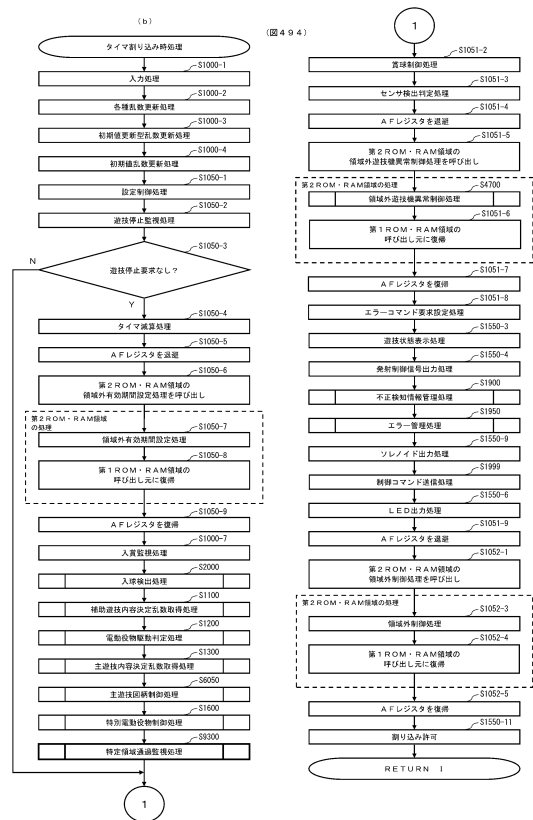 (b)
(図494)
タイマ割り込み時処理
S1000-1
入力処理
S1000-2
各種乱数更新処理
S1000-3
初期値更新型乱数更新処理
S1000-4
初期値乱数更新処理
S1050-1
設定制御処理
S1050-2
遊技停止監視処理
S1050-3
遊技停止要求なし?
N
Y
S1050-4
タイマ減算処理
S1050-5
AFレジスタを退避
S1050-6
第2ROM・RAM領域の
領域外有効期間設定処理を呼び出し
第2ROM・RAM領域
の処理
S1050-7
領域外有効期間設定処理
S1050-8
第1ROM・RAM領域の
呼び出し元に復帰
S1050-9
AFレジスタを復帰
S1000-7
入賞監視処理
S2000
入球検出処理
S1100
補助遊技内容決定乱数取得処理
S1200
電動役物駆動判定処理
S1300
主遊技内容決定乱数取得処理
S6050
主遊技図柄制御処理
S1600
特別電動役物制御処理
S9300
特定領域通過監視処理
1
1
S1051-2
賞球制御処理
S1051-3
センサ検出判定処理
S1051-4
AFレジスタを退避
S1051-5
第2ROM・RAM領域の
領域外遊技機異常制御処理を呼び出し
第2ROM・RAM領域の処理
S4700
領域外遊技機異常制御処理
S1051-6
第1ROM・RAM領域の
呼び出し元に復帰
S1051-7
AFレジスタを復帰
S1051-8
エラーコマンド要求設定処理
S1550-3
遊技状態表示処理
S1550-4
発射制御信号出力処理
S1900
不正検知情報管理処理
S1950
エラー管理処理
S1550-9
ソレノイド出力処理
S1999
制御コマンド送信処理
S1550-6
LED出力処理
S1051-9
AFレジスタを退避
S1052-1
第2ROM・RAM領域の
領域外制御処理を呼び出し
第2ROM・RAM領域の処理
S1052-3
領域外制御処理
S1052-4
第1ROM・RAM領域の
呼び出し元に復帰
S1052-5
AFレジスタを復帰
S1550-11
割り込み許可
RETURN I